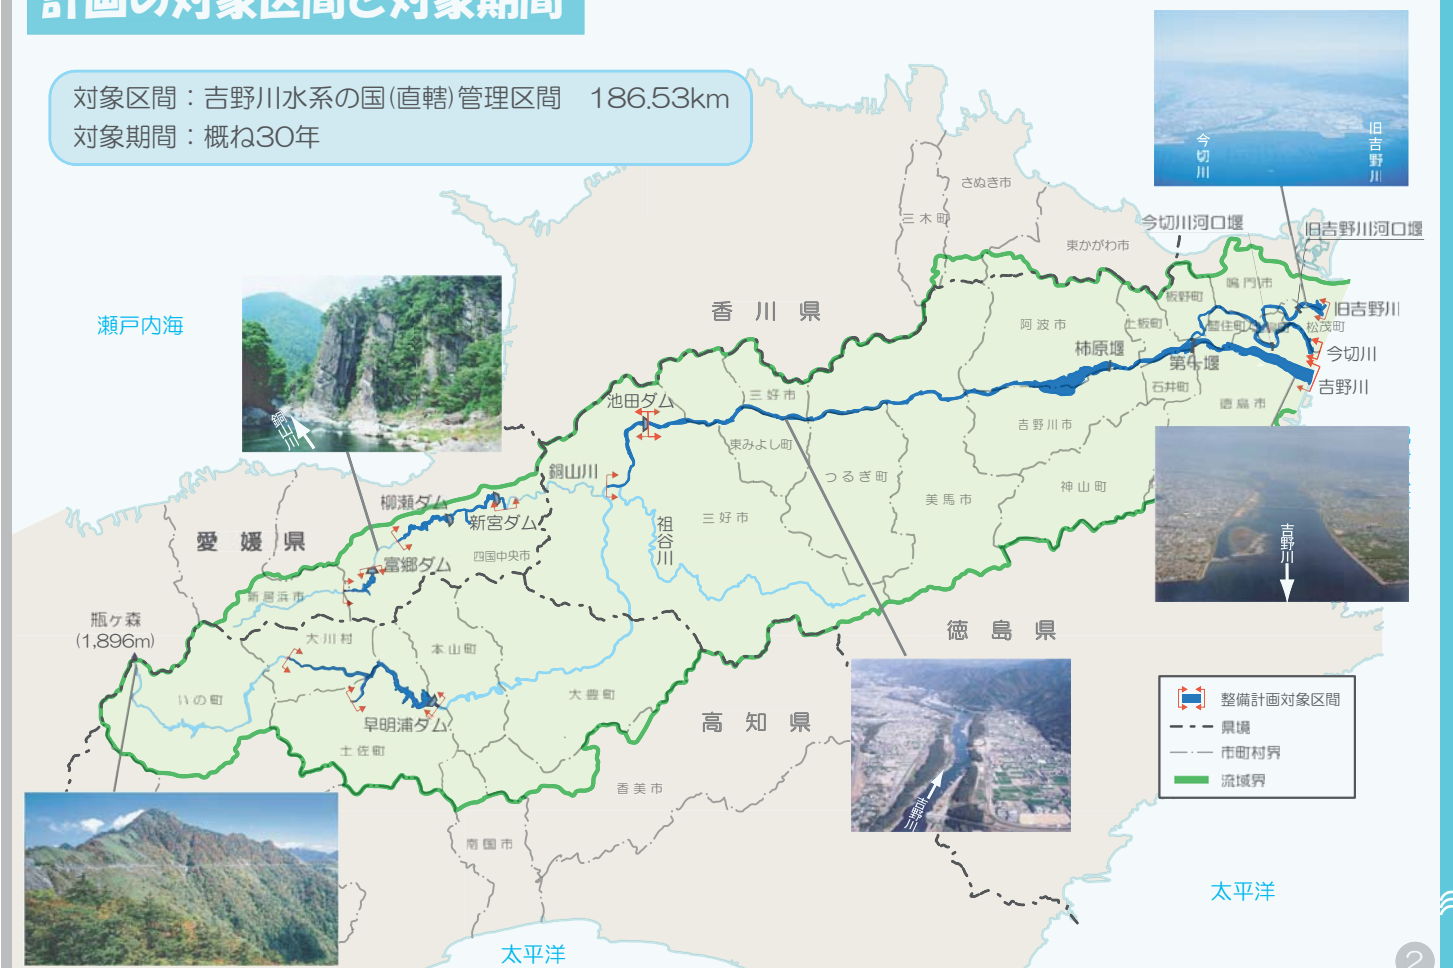 計画の対象区間と対象期間
対象区間：吉野川水系の国(直轄)管理区間　186.53km
対象期間：概ね30年
今切川
旧吉野川
さぬき市
三木町
東かがわ市
今切川河口堰
旧吉野川河口堰
瀬戸内海
香川県
鳴門市
板野町
旧吉野川
阿波市
上板町
藍住町
松茂町
柿原堰
第十堰
今切川
吉野川
石井町
徳島市
池田ダム
三好市
東みよし町
吉野川市
つるぎ町
美馬市
神山町
銅山川
銅山川
柳瀬ダム
新宮ダム
三好市
祖谷川
愛媛県
四国中央市
富郷ダム
新居浜市
吉野川
瓶ヶ森
(1,896m)
大川村
本山町
徳島県
いの町
大豊町
高知県
早明浦ダム
土佐町
香美市
整備計画対象区間
県境
市町村界
流域界
吉野川
南国市
太平洋
太平洋
2